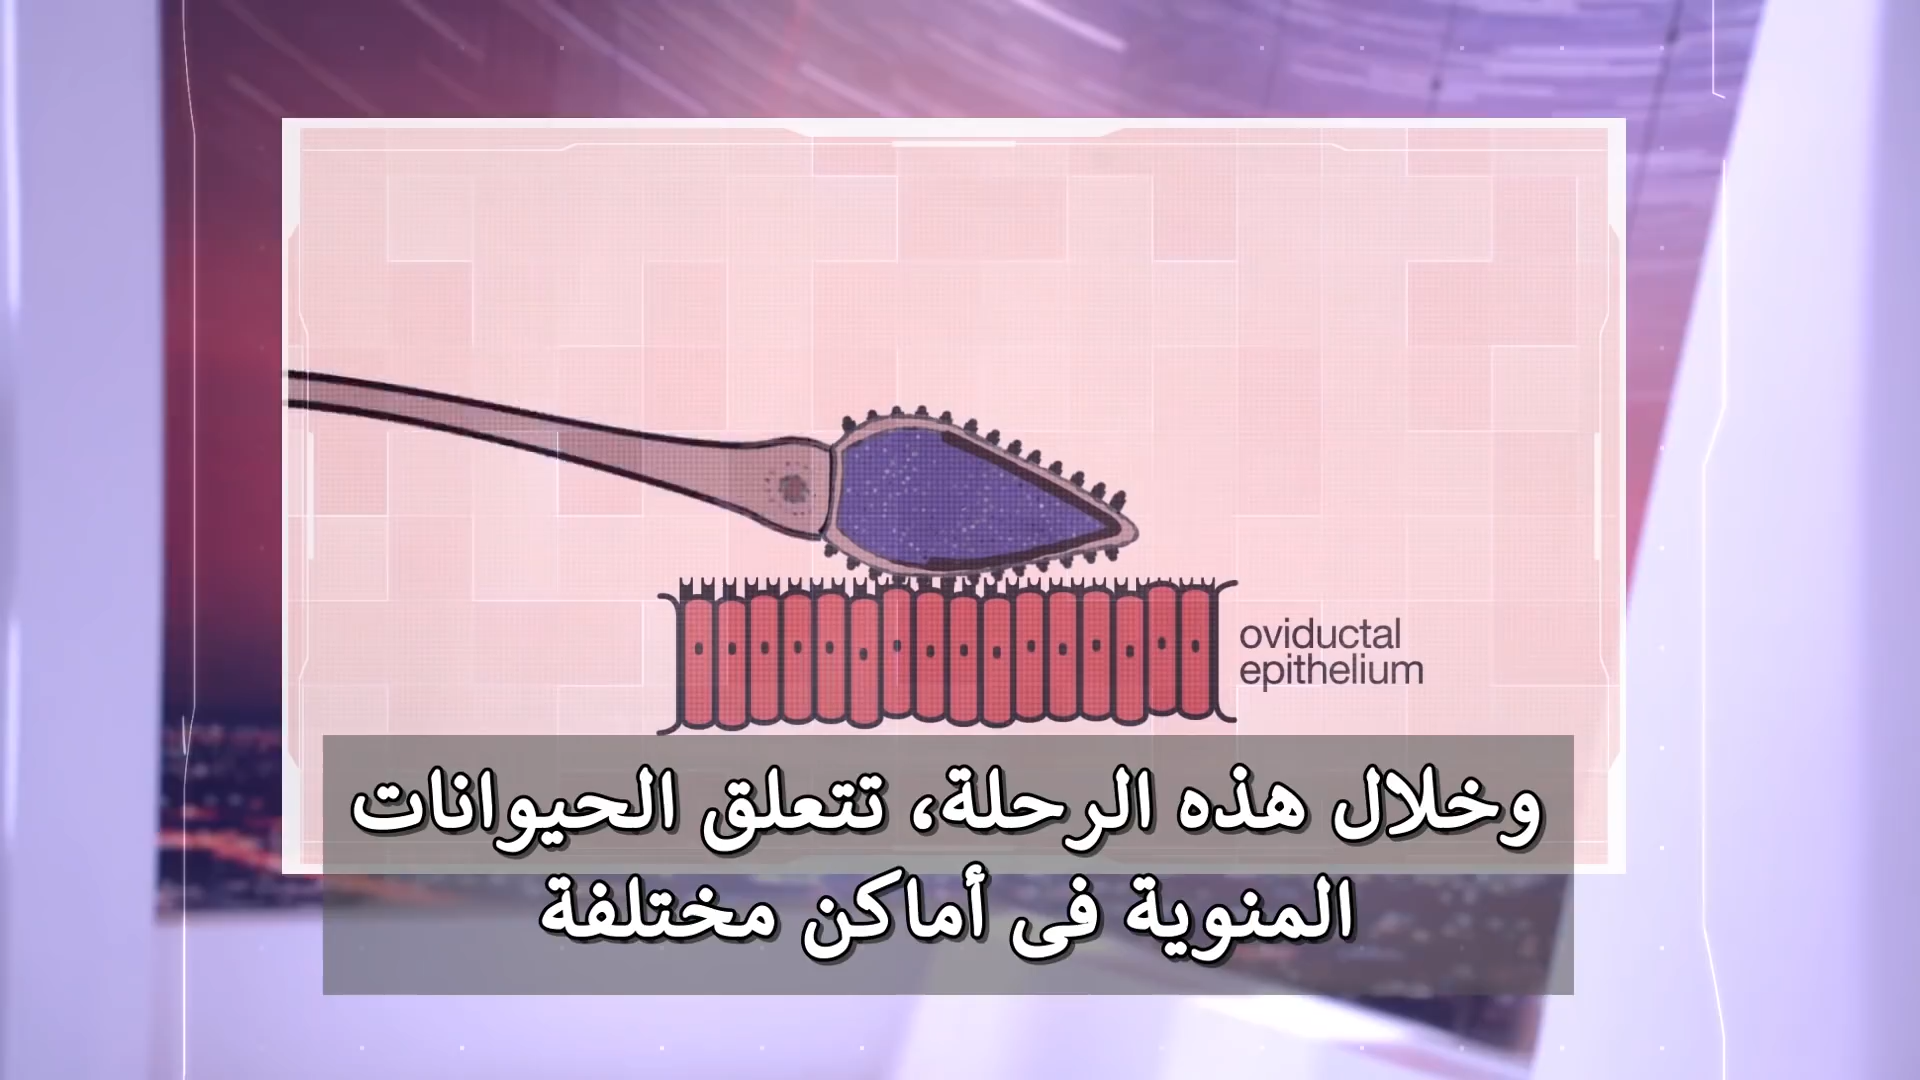 oviductal
epithelium
وخلال هذه الرحلة، تتعلق الحيوانات
المنوية فى أماكن مختلفة